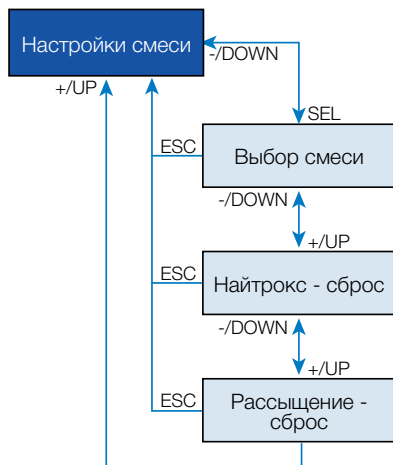 Настройки смеси
-/DOWN
+/UP
SEL
ESC
Выбор смеси
-/DOWN
+/UP
ESC
Найтрокс - сброс
-/DOWN
+/UP
ESC
Рассыщение -
сброс